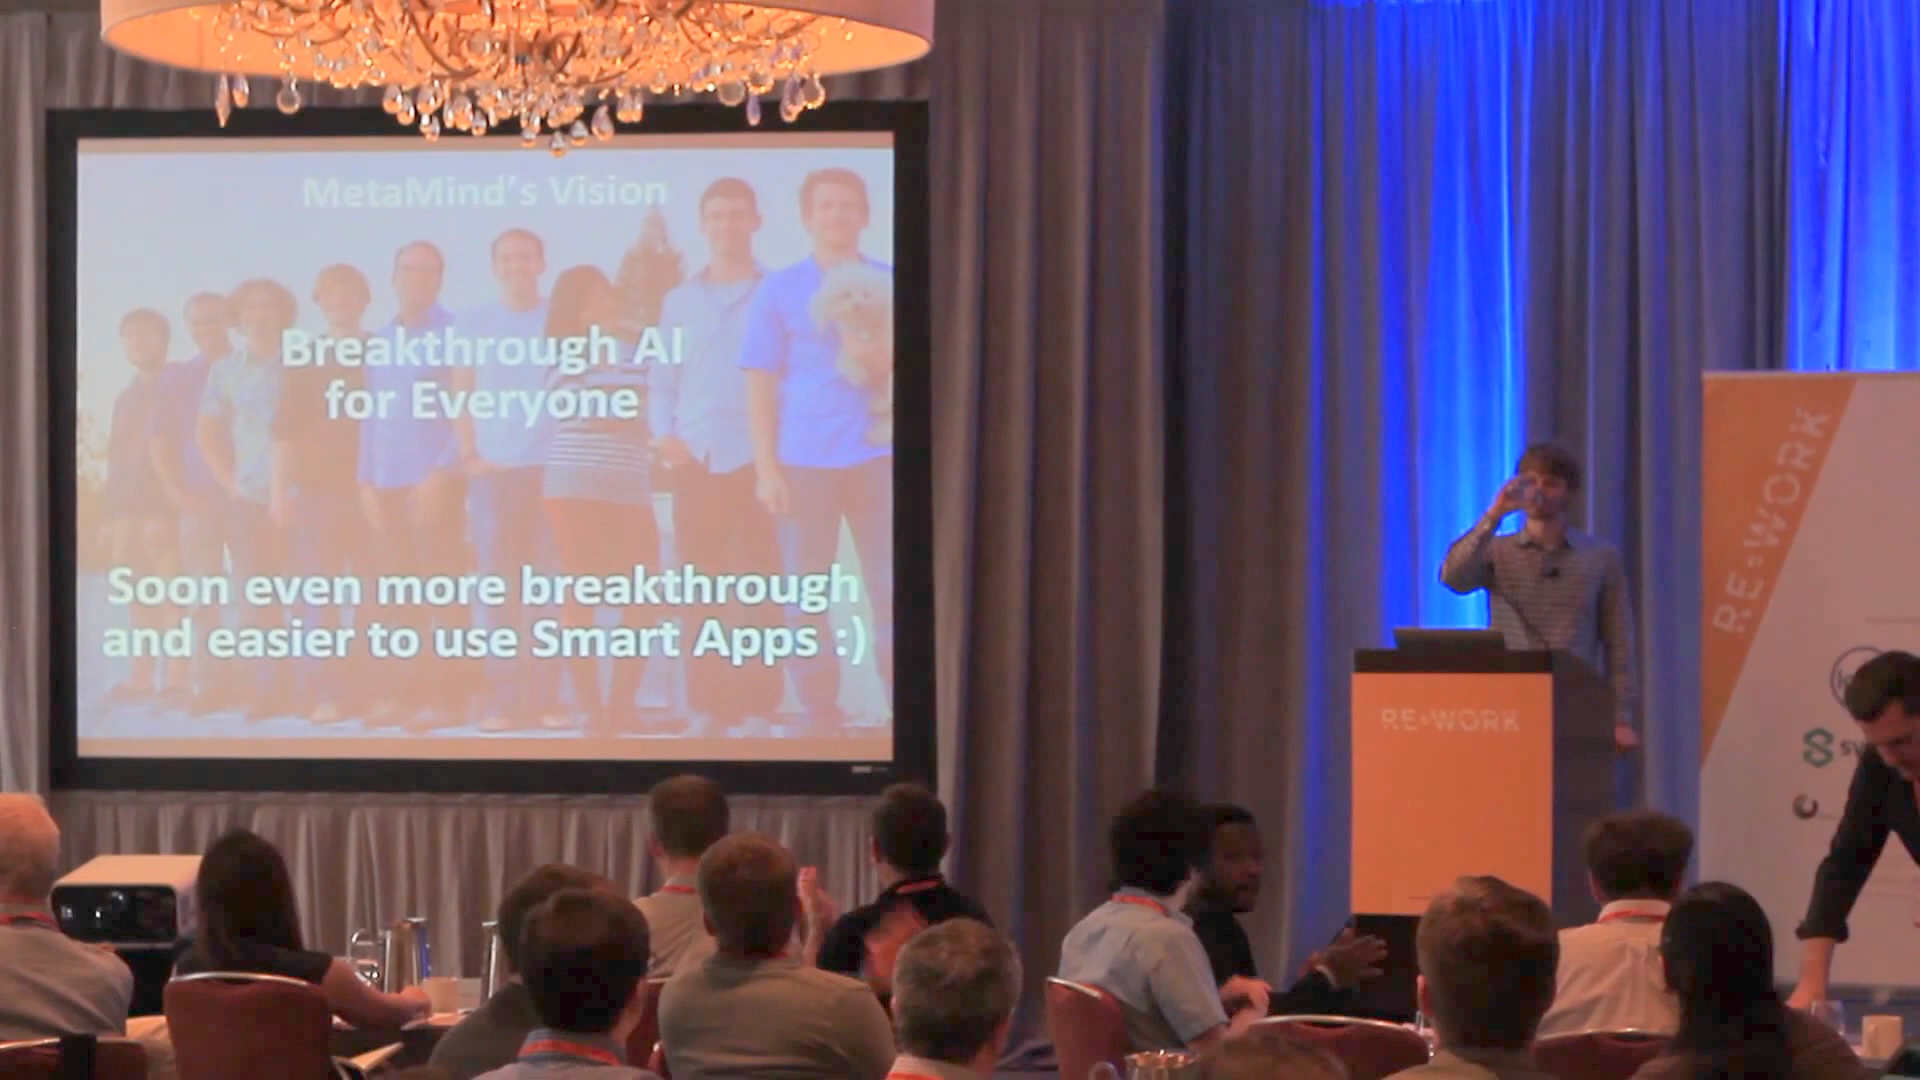 MetaMind's Vision
Breakthrough AI
for Everyone
Soon even more breakthrough
and easier to use Smart Apps :)
RE•WORK
RE•WORK